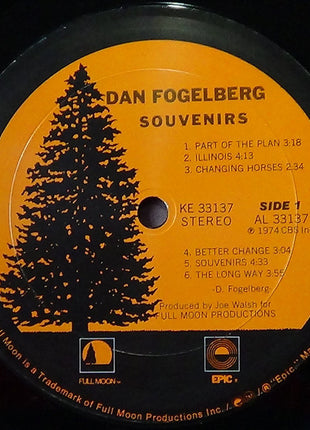 DAN FOGELBERG
SOUVENIRS
1. PART OF THE PLAN 3:18
2. ILLINOIS 4:13
3. CHANGING HORSES 2:34
KE 33137 SIDE 1
STEREO AL 33137
℗ 1974 CBS In
4. BETTER CHANGE 3:04
5. SOUVENIRS 4:33
6. THE LONG WAY 3:55
-D. Fogelberg-
Produced by Joe Walsh for
FULL MOON PRODUCTIONS
FULL MOON ™
EPIC ®
Full Moon is a Trademark of Full Moon Productions Inc./ /® "Epic,"